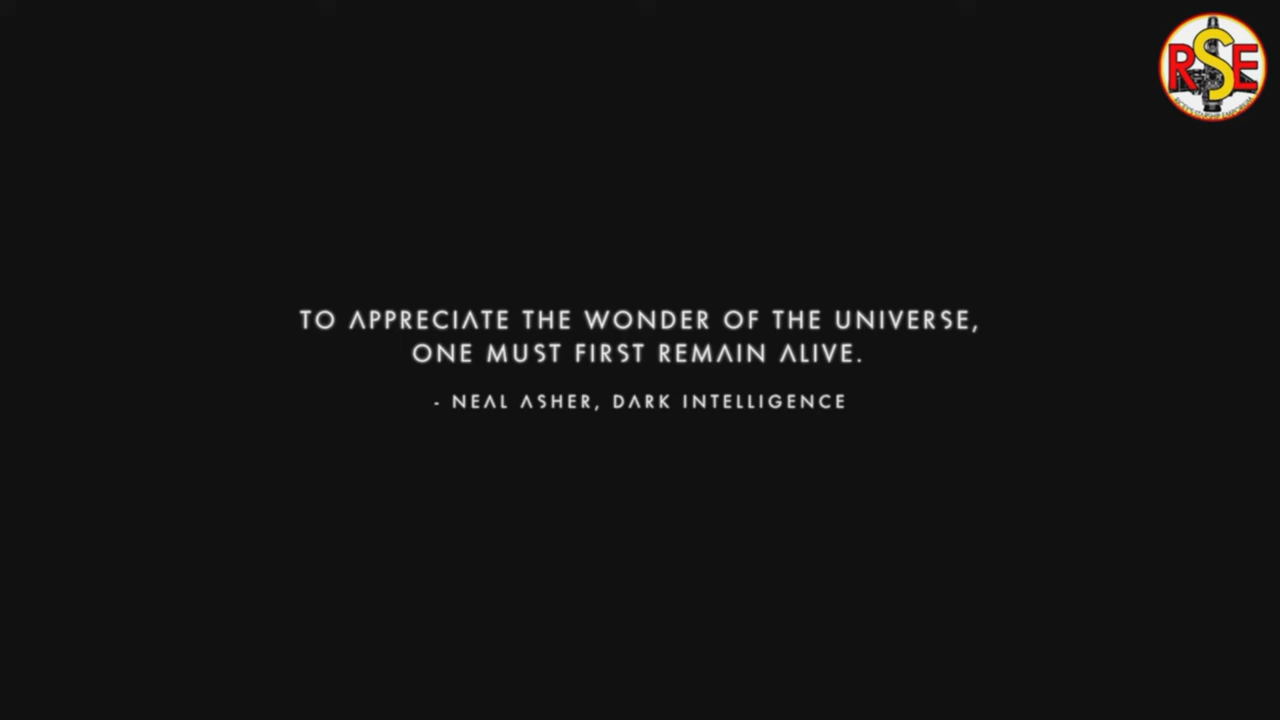 RSE
TO APPRECIATE THE WONDER OF THE UNIVERSE,
ONE MUST FIRST REMAIN ALIVE.
- NEAL ASHER, DARK INTELLIGENCE